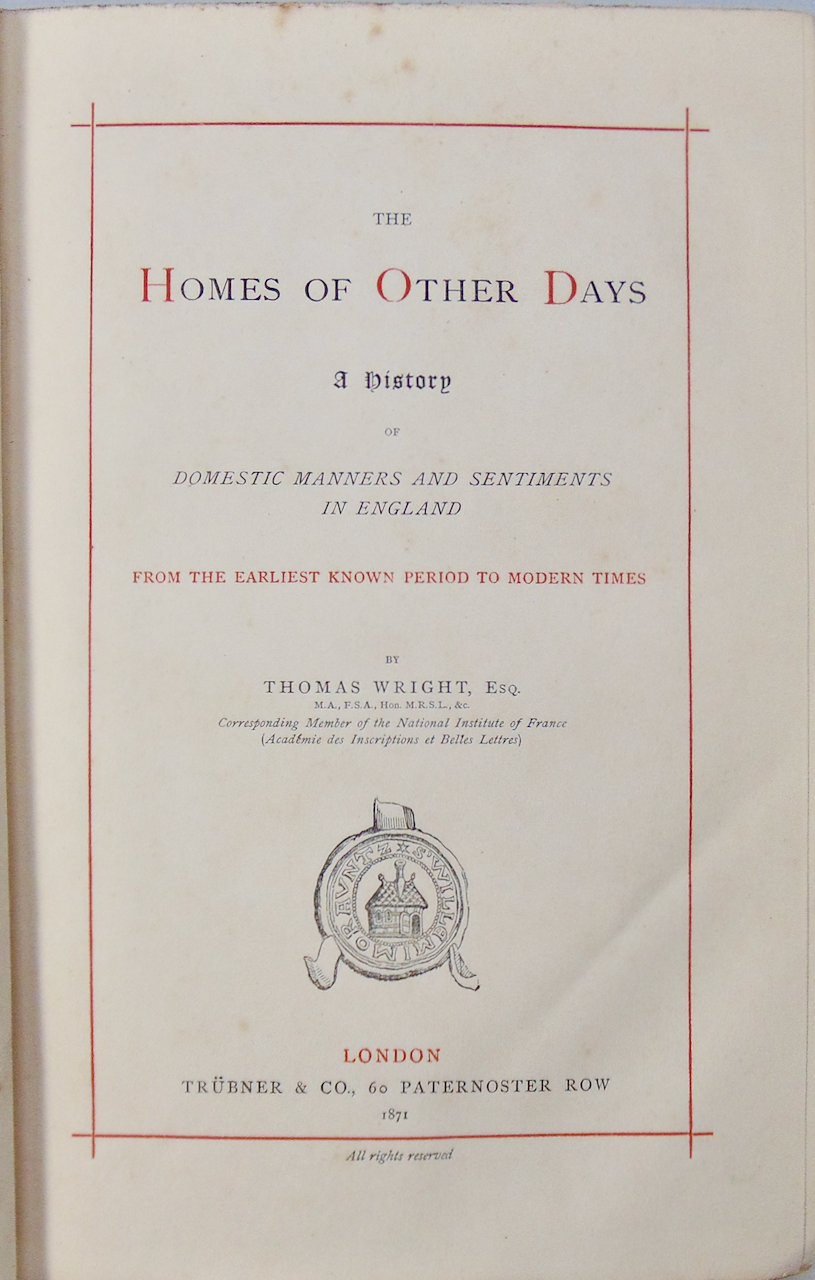 THE
HOMES OF OTHER DAYS
A History
OF
DOMESTIC MANNERS AND SENTIMENTS
IN ENGLAND
FROM THE EARLIEST KNOWN PERIOD TO MODERN TIMES
BY
THOMAS WRIGHT, ESQ.
M.A., F.S.A., Hon. M.R.S.L., &c.
Corresponding Member of the National Institute of France
(Académie des Inscriptions et Belles Lettres)
S' WILLAMI MORAVNTZ
LONDON
TRÜBNER & CO., 60 PATERNOSTER ROW
1871
All rights reserved